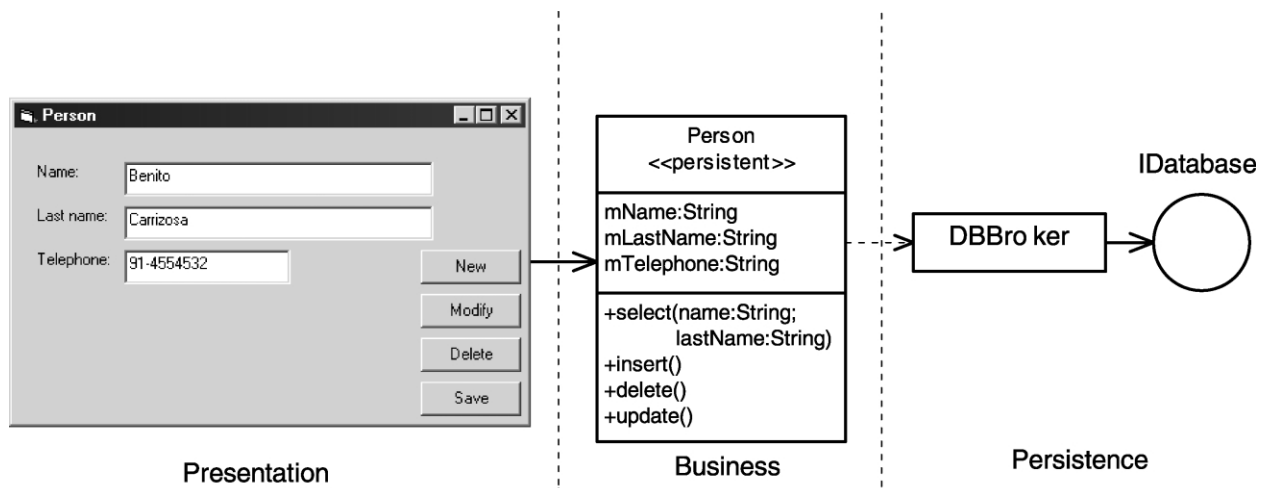 Person
Name:
Benito
Last name:
Carrizosa
Telephone:
91-4554532
New
Modify
Delete
Save
Presentation
Person
<<persistent>>
mName:String
mLastName:String
mTelephone:String
+select(name:String;
lastName:String)
+insert()
+delete()
+update()
Business
DBBro ker
IDatabase
Persistence